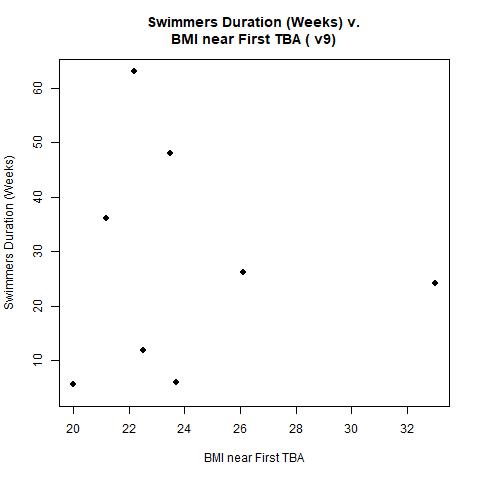 Swimmers Duration (Weeks) v.
BMI near First TBA ( v9)
Swimmers Duration (Weeks)
60
50
40
30
20
10
20 22 24 26 28 30 32
BMI near First TBA